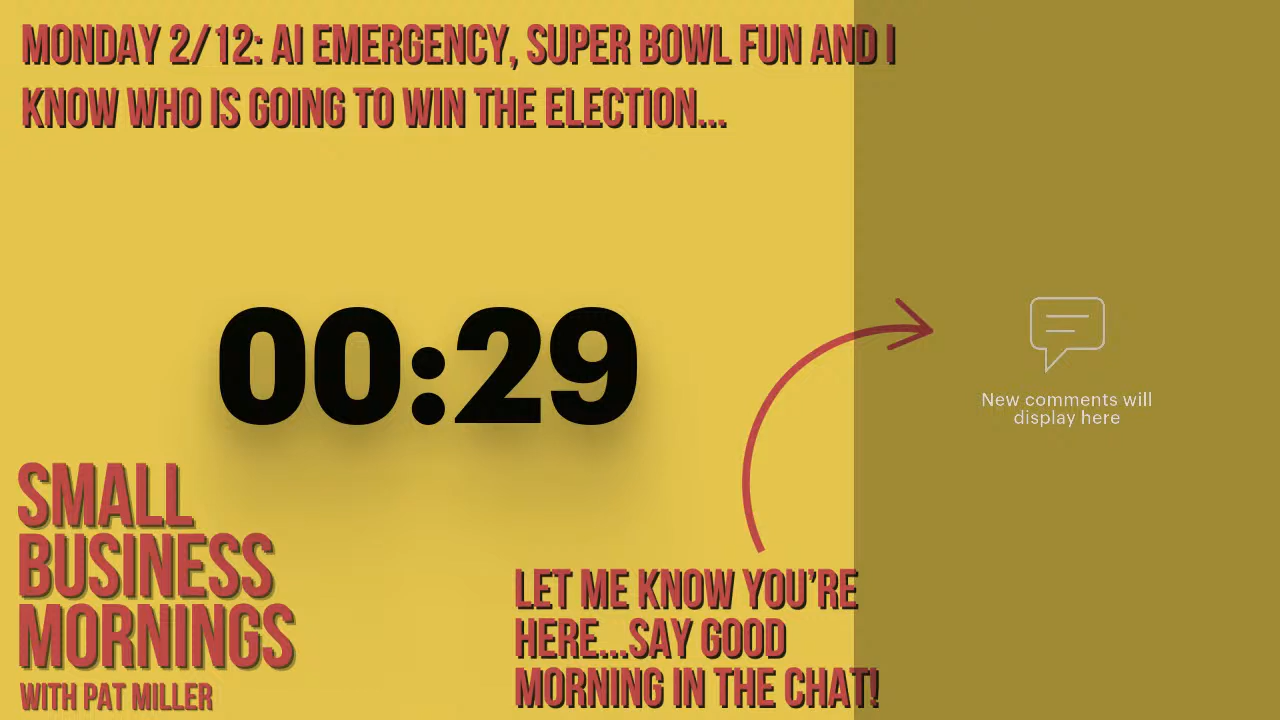 MONDAY 2/12: AI EMERGENCY, SUPER BOWL FUN AND I
KNOW WHO IS GOING TO WIN THE ELECTION...
00:29
New comments will
display here
SMALL
BUSINESS
MORNINGS
WITH PAT MILLER
LET ME KNOW YOU'RE
HERE...SAY GOOD
MORNING IN THE CHAT!